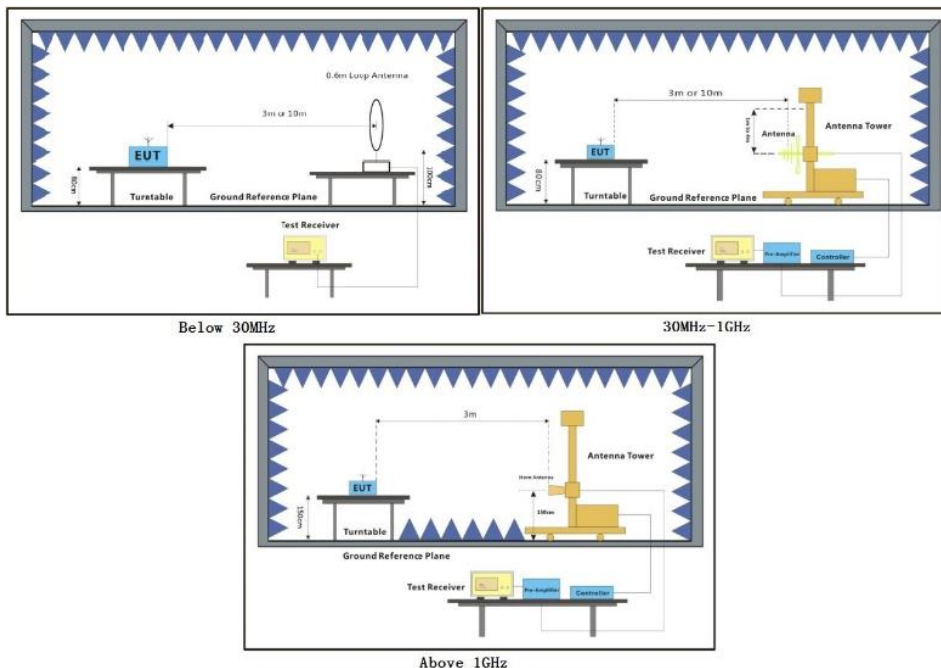 0.6m Loop Antenna
3m or 10m
EUT
80cm
100cm
Turntable
Ground Reference Plane
Test Receiver
Below 30MHz
3m or 10m
Antenna
Antenna Tower
EUT
80cm
Turntable
Ground Reference Plane
Test Receiver
Pre-Amplifier
Controller
30MHz-1GHz
3m
Antenna Tower
Horn Antenna
EUT
150cm
150cm
Turntable
Ground Reference Plane
Test Receiver
Pre-Amplifier
Controller
Above 1GHz